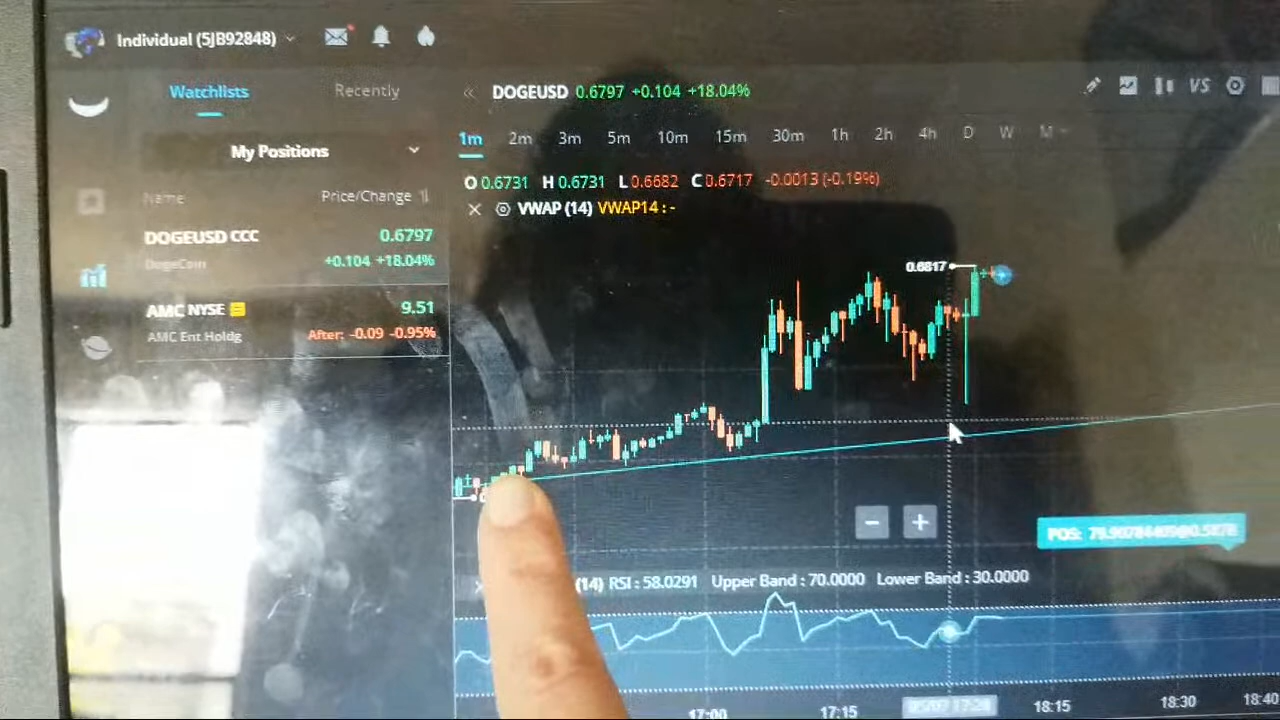 Individual (5JB92848)
Watchlists Recently
DOGEUSD 0.6797 +0.104 +18.04%
VS
1m 2m 3m 5m 10m 15m 30m 1h 2h 4h D W M
My Positions
O 0.6731 H 0.6731 L 0.6682 C 0.6717 -0.0013 (-0.19%)
Name Price/Change
VWAP (14) VWAP14 : -
DOGEUSD CCC 0.6797
DogeCoin +0.104 +18.04%
0.6817
AMC NYSE 9.51
AMC Ent Holdg After: -0.09 -0.95%
(14) RSI : 58.0291 Upper Band : 70.0000 Lower Band : 30.0000
17:00 17:15 18:15 18:30 18:40